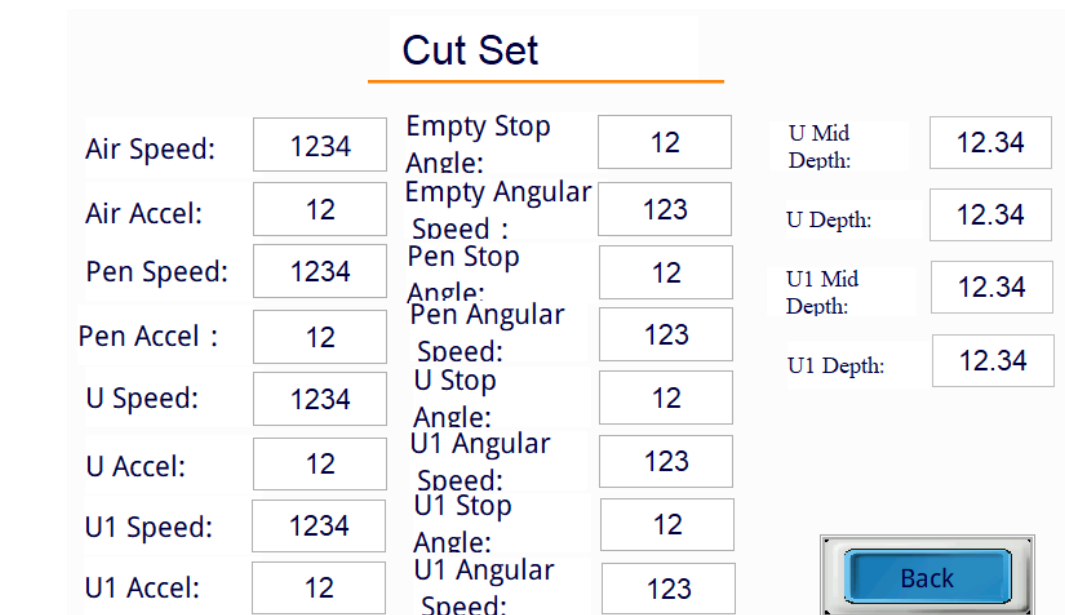 Cut Set
Air Speed: 1234
Empty Stop
Angle: 12
U Mid
Depth: 12.34
Air Accel: 12
Empty Angular
Speed : 123
U Depth: 12.34
Pen Speed: 1234
Pen Stop
Angle: 12
U1 Mid
Depth: 12.34
Pen Accel : 12
Pen Angular
Speed: 123
U1 Depth: 12.34
U Speed: 1234
U Stop
Angle: 12
U Accel: 12
U1 Angular
Speed: 123
U1 Speed: 1234
U1 Stop
Angle: 12
U1 Accel: 12
U1 Angular
Speed: 123
Back